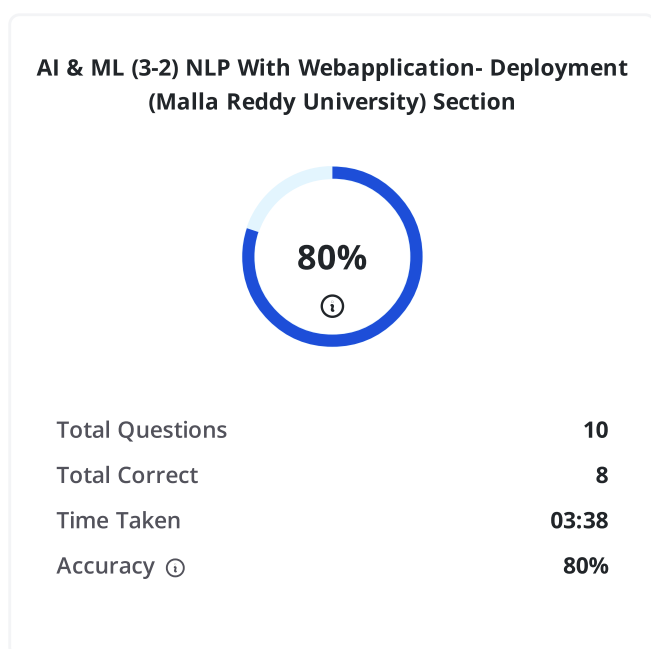 AI & ML (3-2) NLP With Webapplication- Deployment
(Malla Reddy University) Section
80%
Total Questions 10
Total Correct 8
Time Taken 03:38
Accuracy 80%